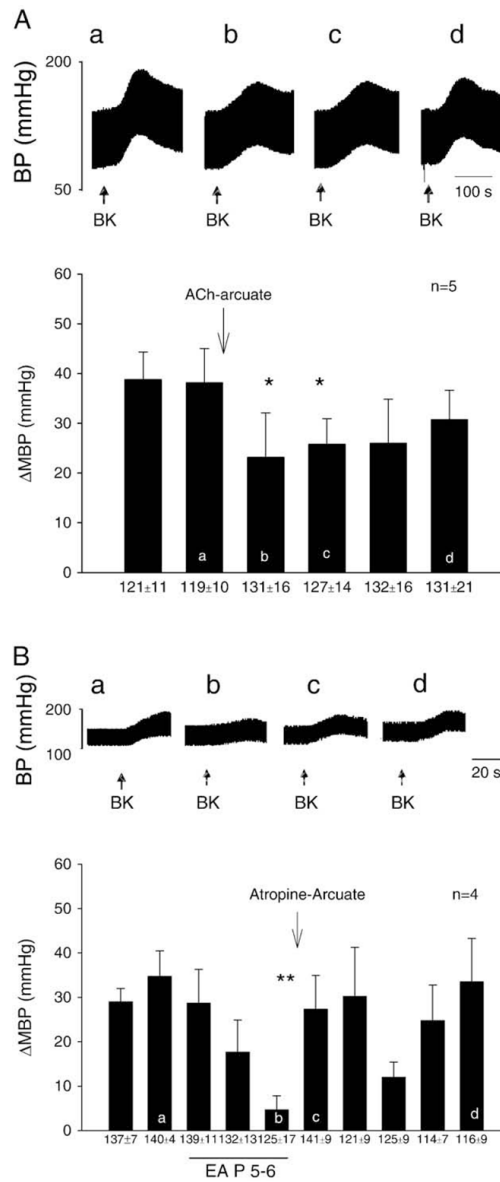 A
a b c d
200
BP (mmHg)
50
100 s
BK BK BK BK
60
ACh-arcuate
n=5
50
* *
40
ΔMBP (mmHg)
30
20
10
a b c d
0
121±11 119±10 131±16 127±14 132±16 131±21
B
a b c d
200
BP (mmHg)
100
20 s
BK BK BK BK
60
Atropine-Arcuate
n=4
50
40
ΔMBP (mmHg)
**
30
20
10
a b c d
0
137±7 140±4 139±11 132±13 125±17 141±9 121±9 125±9 114±7 116±9
EA P 5-6